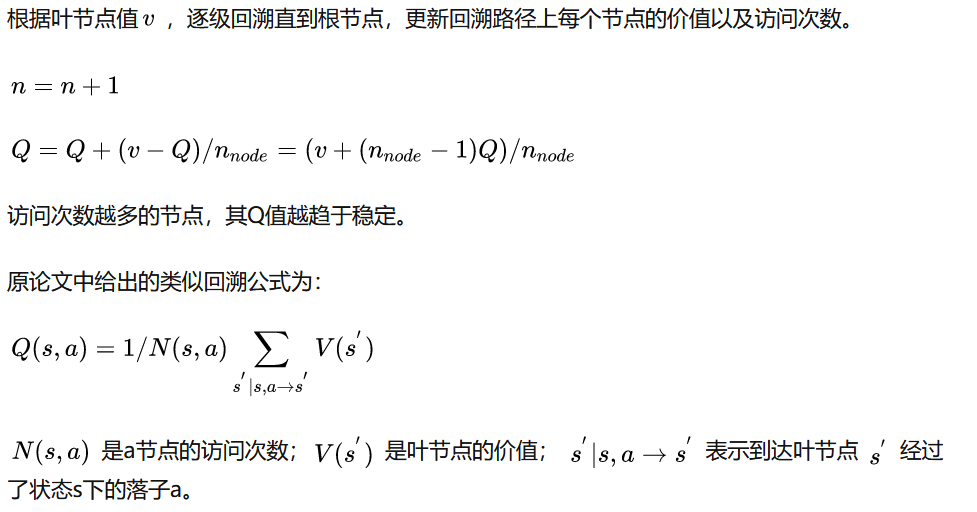 根据叶节点值 v ，逐级回溯直到根节点，更新回溯路径上每个节点的价值以及访问次数。
n = n + 1
Q = Q + (v − Q)/n_{node} = (v + (n_{node} − 1)Q)/n_{node}
访问次数越多的节点，其Q值越趋于稳定。
原论文中给出的类似回溯公式为：
Q(s, a) = 1/N(s, a) \sum_{s'|s,a→s'} V(s')
N(s, a) 是a节点的访问次数； V(s') 是叶节点的价值； s'|s, a → s' 表示到达叶节点 s' 经过
了状态s下的落子a。